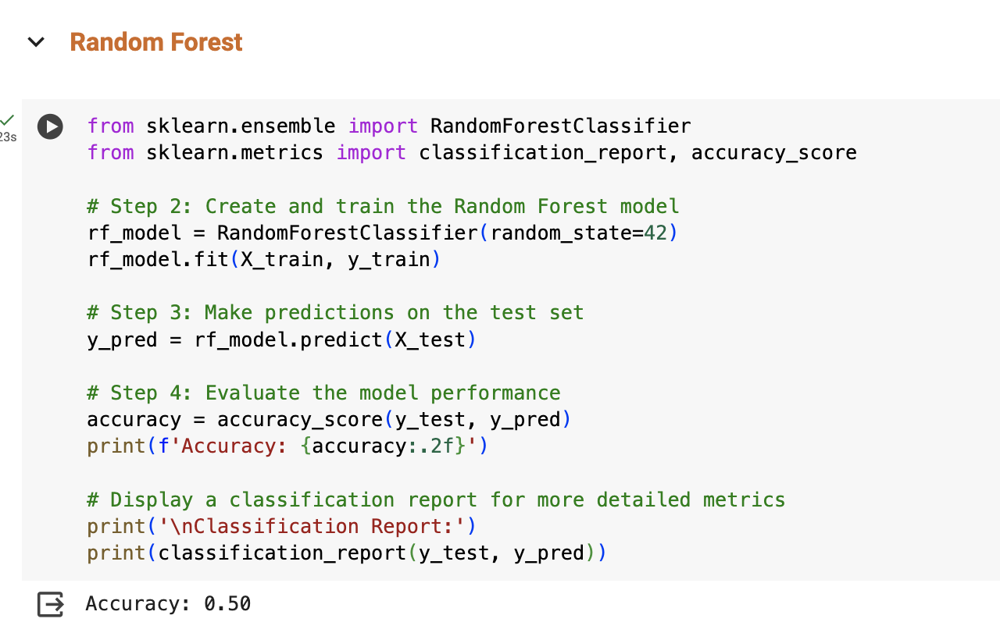 Random Forest
23s
from sklearn.ensemble import RandomForestClassifier
from sklearn.metrics import classification_report, accuracy_score
# Step 2: Create and train the Random Forest model
rf_model = RandomForestClassifier(random_state=42)
rf_model.fit(X_train, y_train)
# Step 3: Make predictions on the test set
y_pred = rf_model.predict(X_test)
# Step 4: Evaluate the model performance
accuracy = accuracy_score(y_test, y_pred)
print(f'Accuracy: {accuracy:.2f}')
# Display a classification report for more detailed metrics
print('\nClassification Report:')
print(classification_report(y_test, y_pred))
Accuracy: 0.50